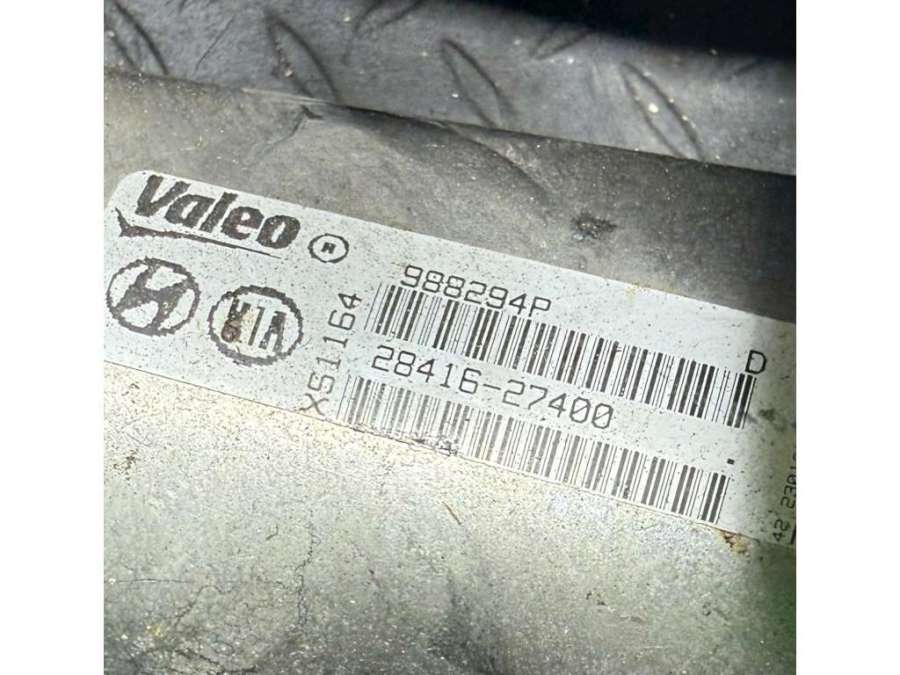 Valeo ®
KIA
988294P
X51164
D
28416-27400